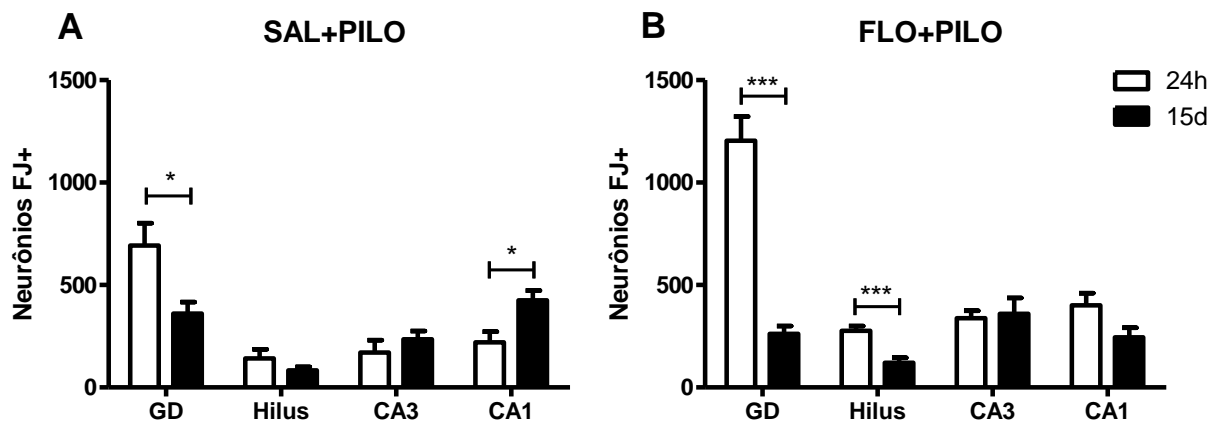 A
SAL+PILO
Neurônios FJ+
1500
1000
500
0
*
*
GD
Hilus
CA3
CA1
B
FLO+PILO
Neurônios FJ+
1500
1000
500
0
***
***
GD
Hilus
CA3
CA1
24h
15d